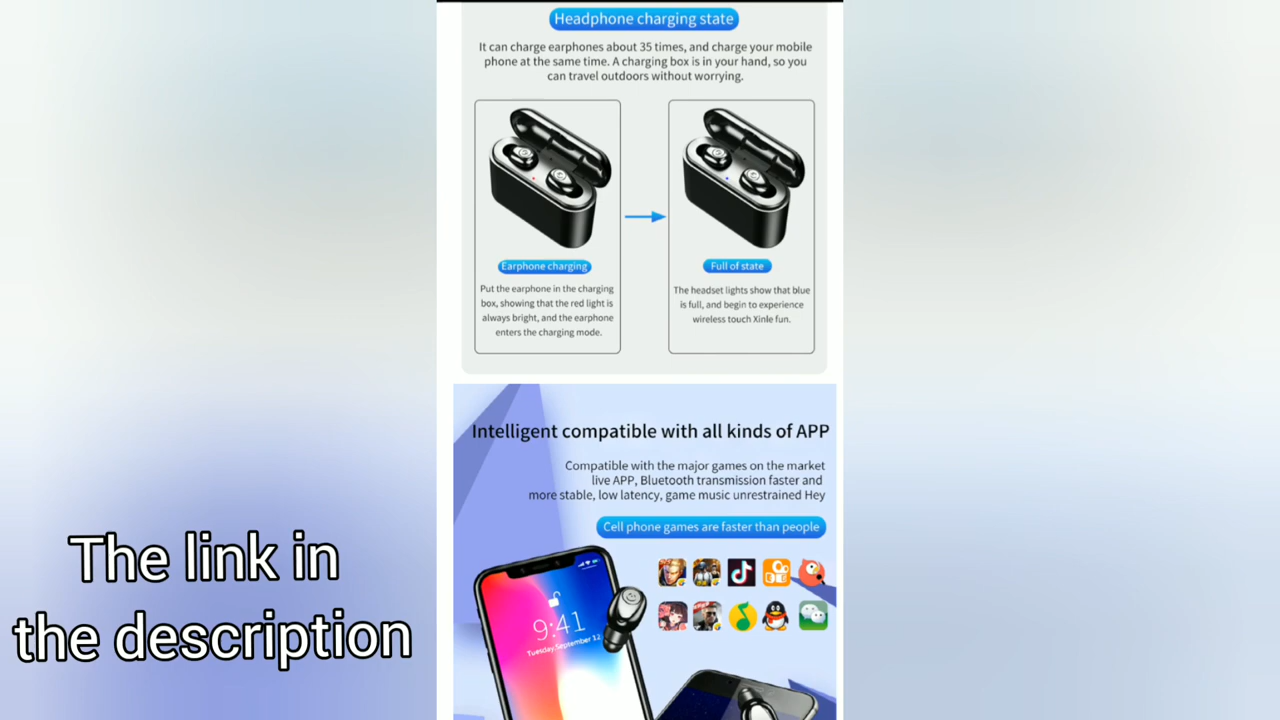 Headphone charging state
It can charge earphones about 35 times, and charge your mobile
phone at the same time. A charging box is in your hand, so you
can travel outdoors without worrying.
Earphone charging
Put the earphone in the charging
box, showing that the red light is
always bright, and the earphone
enters the charging mode.
Full of state
The headset lights show that blue
is full, and begin to experience
wireless touch Xinle fun.
Intelligent compatible with all kinds of APP
Compatible with the major games on the market
live APP, Bluetooth transmission faster and
more stable, low latency, game music unrestrained Hey
Cell phone games are faster than people
9:41
Tuesday, September 12
The link in
the description